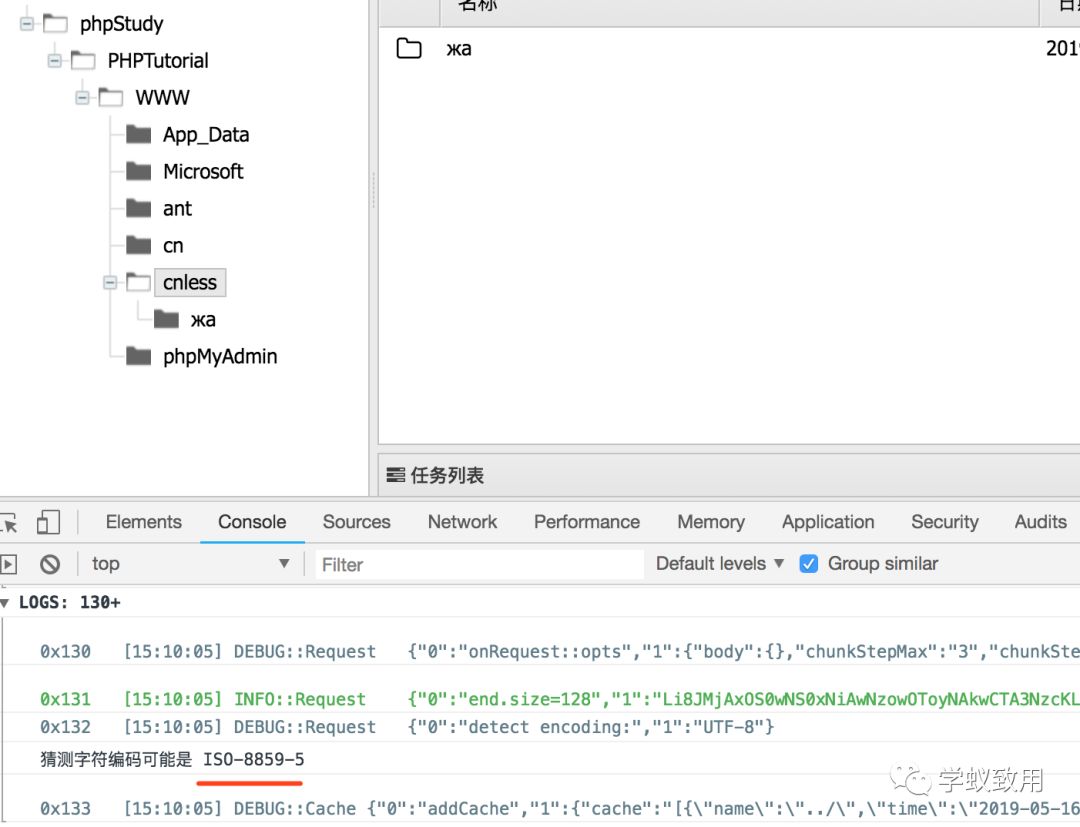 phpStudy
PHPTutorial
WWW
App_Data
Microsoft
ant
cn
cnless
жа
phpMyAdmin
名称
жа
任务列表
Elements Console Sources Network Performance Memory Application Security Audits
top Filter Default levels Group similar
LOGS: 130+
0x130 [15:10:05] DEBUG::Request {"0":"onRequest::opts","1":{"body":{},"chunkStepMax":"3","chunkSte
0x131 [15:10:05] INFO::Request {"0":"end.size=128","1":"Li8JMjAxOS0wNS0xNiAwNzowOToyNAkwCTA3NzcKL
0x132 [15:10:05] DEBUG::Request {"0":"detect encoding:","1":"UTF-8"}
猜测字符编码可能是 ISO-8859-5
0x133 [15:10:05] DEBUG::Cache {"0":"addCache","1":{"cache":"[{\"name\":\"../\",\"time\":\"2019-05-16
学蚁致用